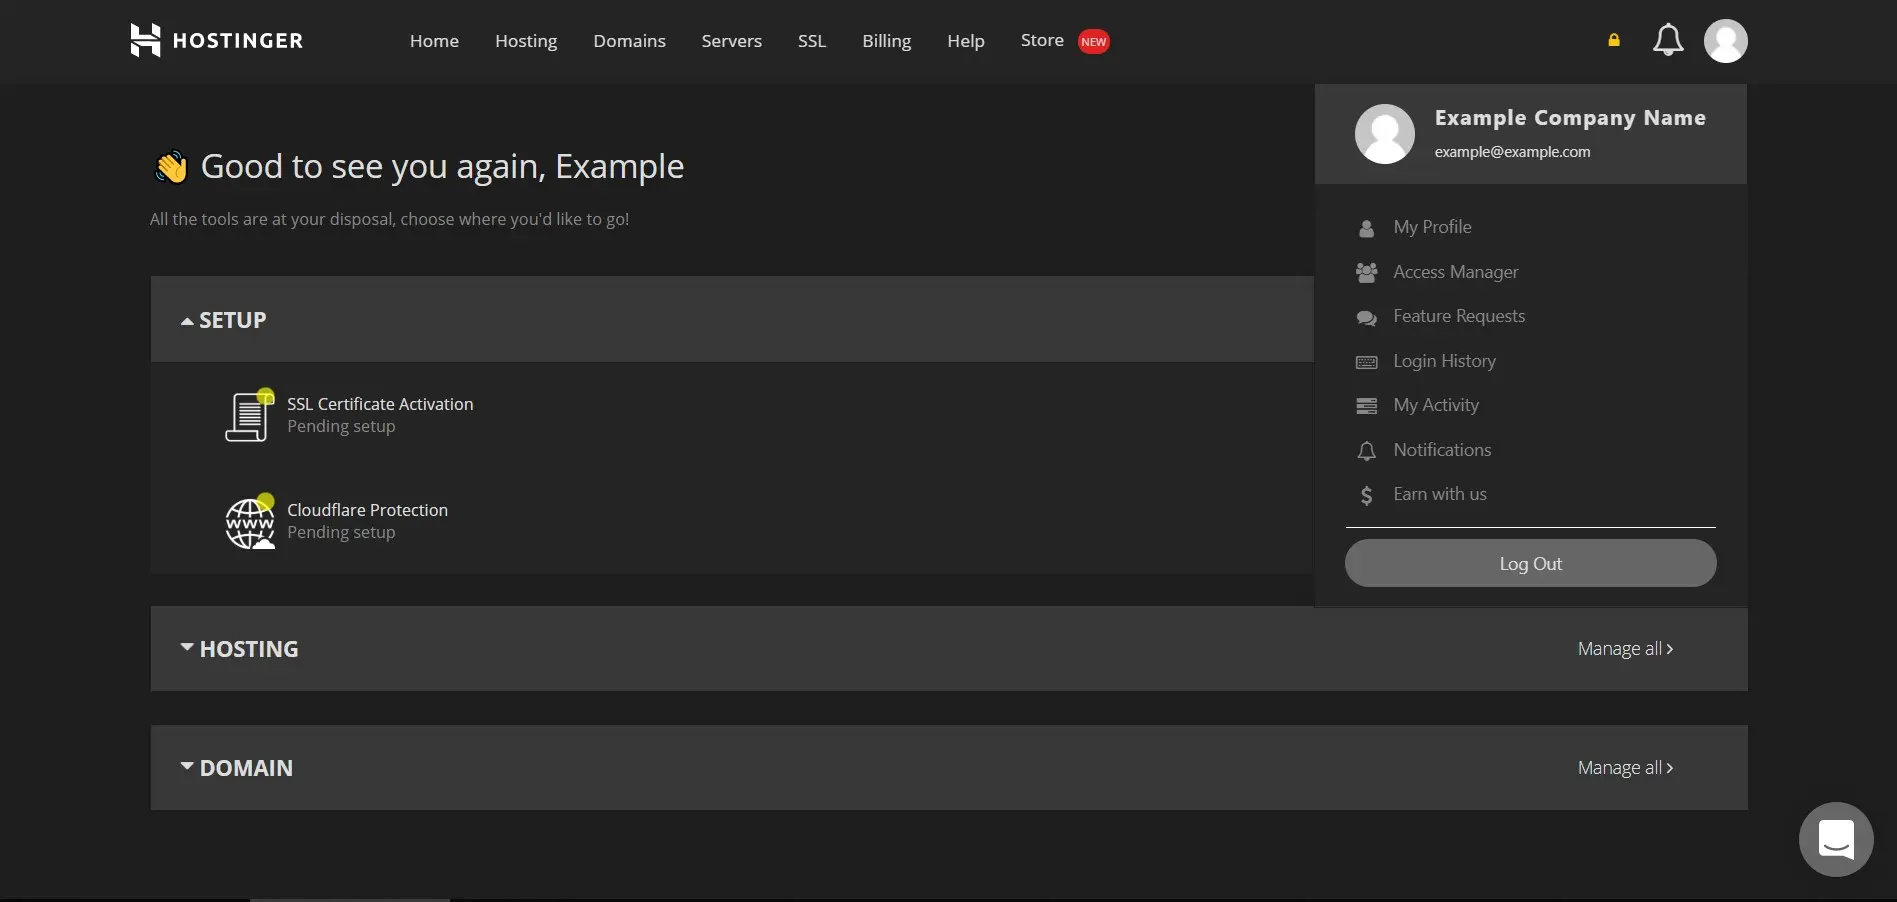 HOSTINGER
Home
Hosting
Domains
Servers
SSL
Billing
Help
Store
NEW
Example Company Name
example@example.com
My Profile
Access Manager
Feature Requests
Login History
My Activity
Notifications
Earn with us
Log Out
Good to see you again, Example
All the tools are at your disposal, choose where you'd like to go!
SETUP
SSL Certificate Activation
Pending setup
WWW
Cloudflare Protection
Pending setup
HOSTING
Manage all
DOMAIN
Manage all